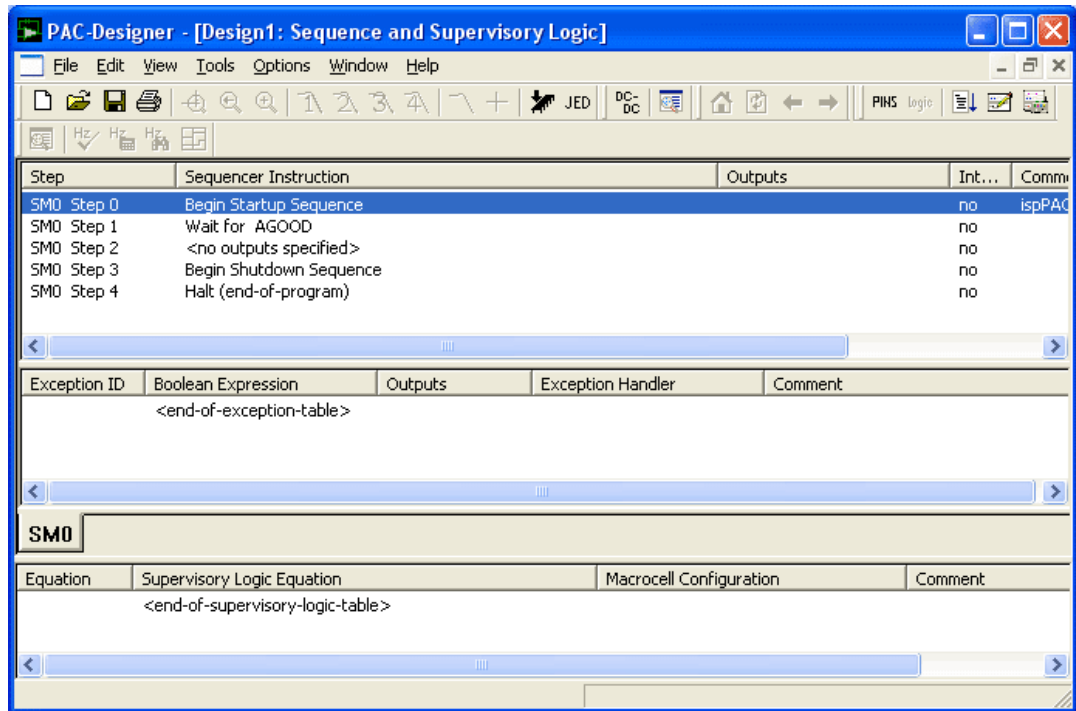 PAC-Designer - [Design1: Sequence and Supervisory Logic]
File Edit View Tools Options Window Help
JED DC-DC PINS logic
Hz Hz Hz
Step Sequencer Instruction Outputs Int... Comme
SM0 Step 0 Begin Startup Sequence no ispPAC
SM0 Step 1 Wait for AGOOD no
SM0 Step 2 <no outputs specified> no
SM0 Step 3 Begin Shutdown Sequence no
SM0 Step 4 Halt (end-of-program) no
Exception ID Boolean Expression Outputs Exception Handler Comment
<end-of-exception-table>
SM0
Equation Supervisory Logic Equation Macrocell Configuration Comment
<end-of-supervisory-logic-table>